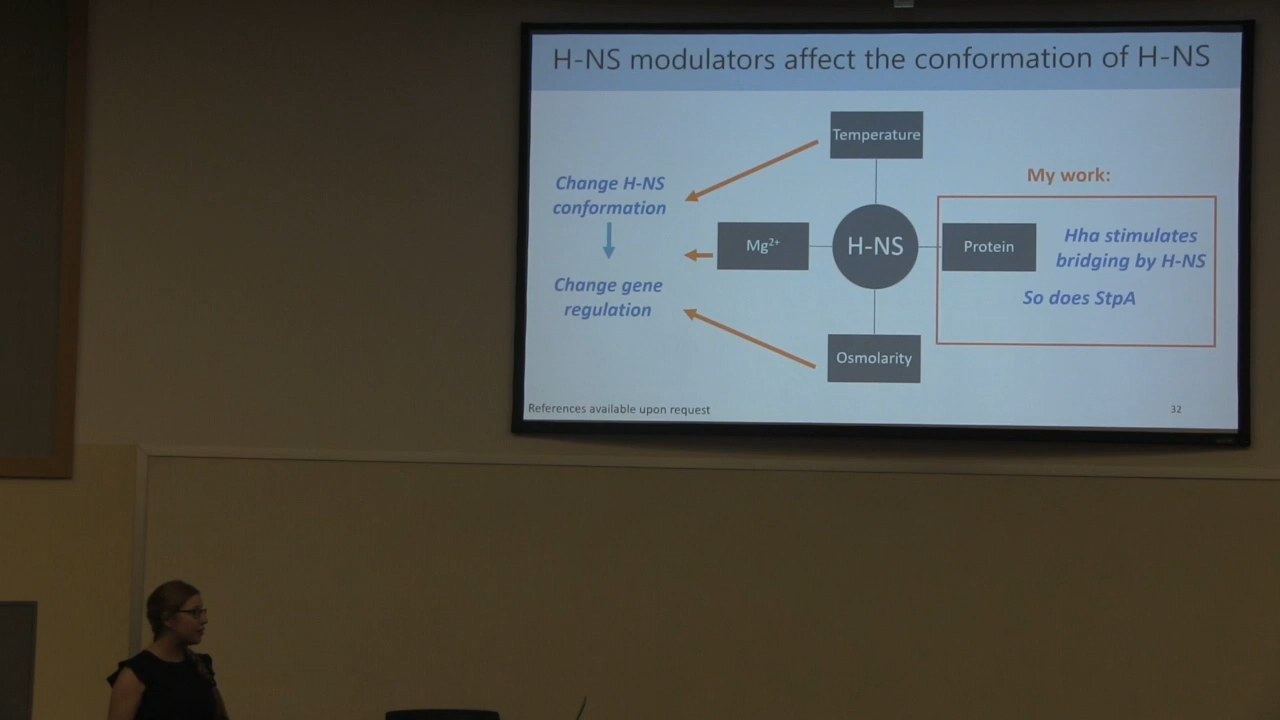 H-NS modulators affect the conformation of H-NS
Temperature
Change H-NS
conformation
My work:
Mg²⁺
H-NS
Protein
Hha stimulates
bridging by H-NS
So does StpA
Change gene
regulation
Osmolarity
References available upon request
32